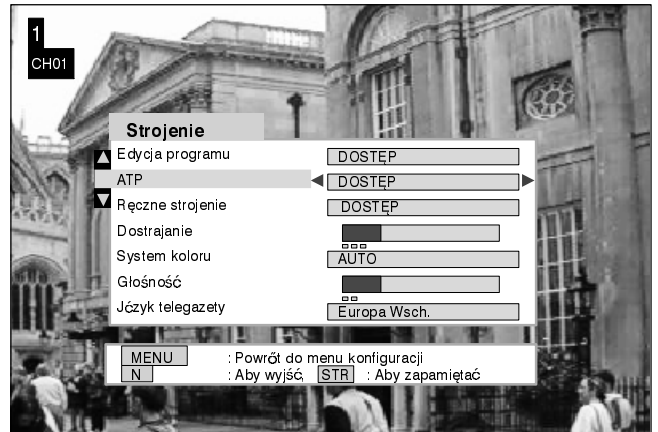 1
CH01
Strojenie
Edycja programu DOSTĘP
ATP DOSTĘP
Ręczne strojenie DOSTĘP
Dostrajanie
System koloru AUTO
Głośność
Jćzyk telegazety Europa Wsch.
MENU : Powrót do menu konfiguracji
N : Aby wyjść, STR : Aby zapamiętać